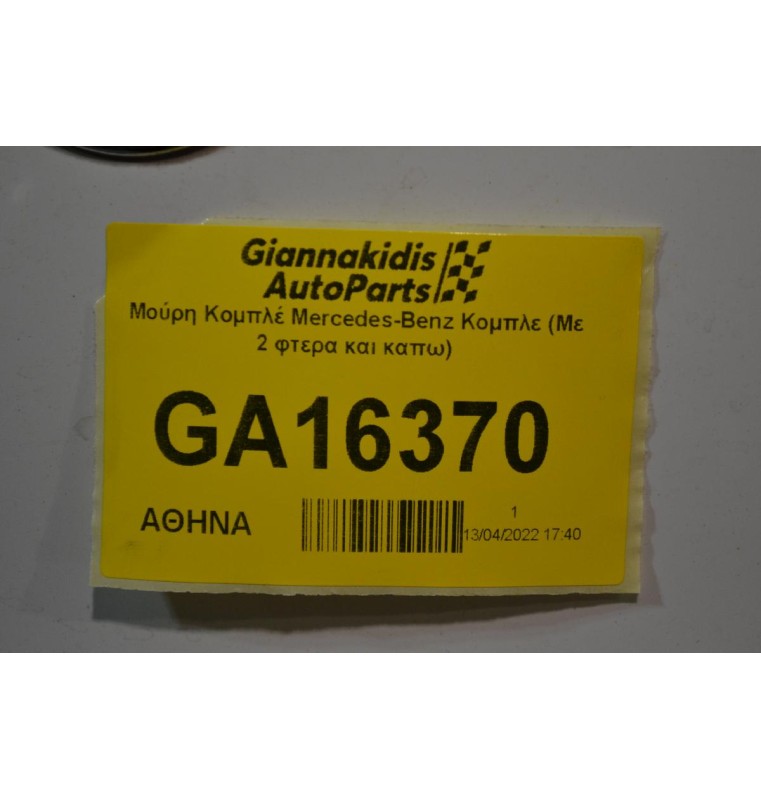 Giannakidis
AutoParts
Μούρη Κομπλέ Mercedes-Benz Κομπλε (Με
2 φτερα και καπω)
GA16370
ΑΘΗΝΑ
1
13/04/2022 17:40